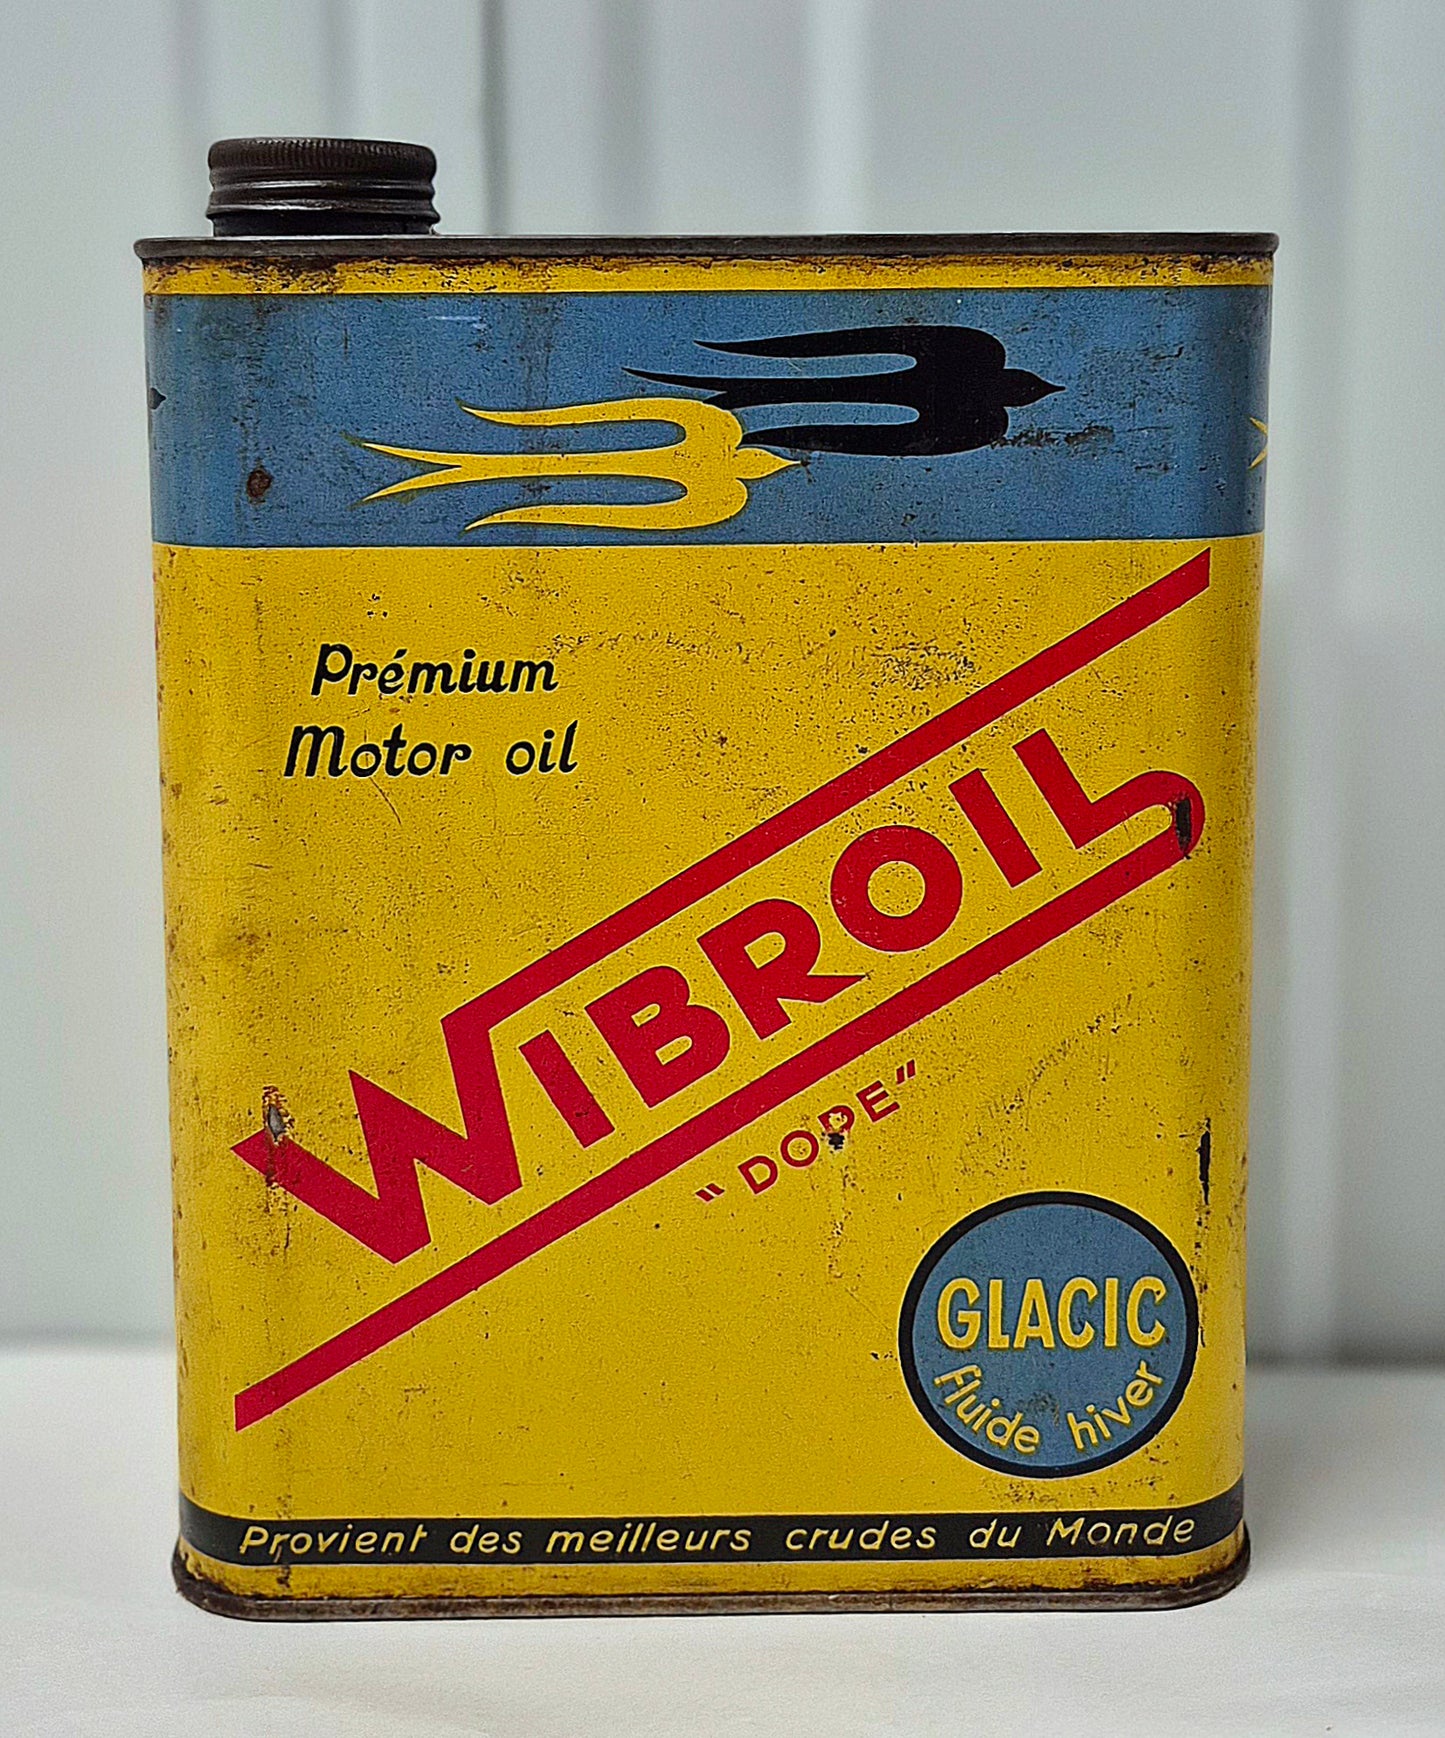 Prémium
Motor oil
WIBROIL
"DOPE"
GLACIC
fluide hiver
Provient des meilleurs crudes du Monde